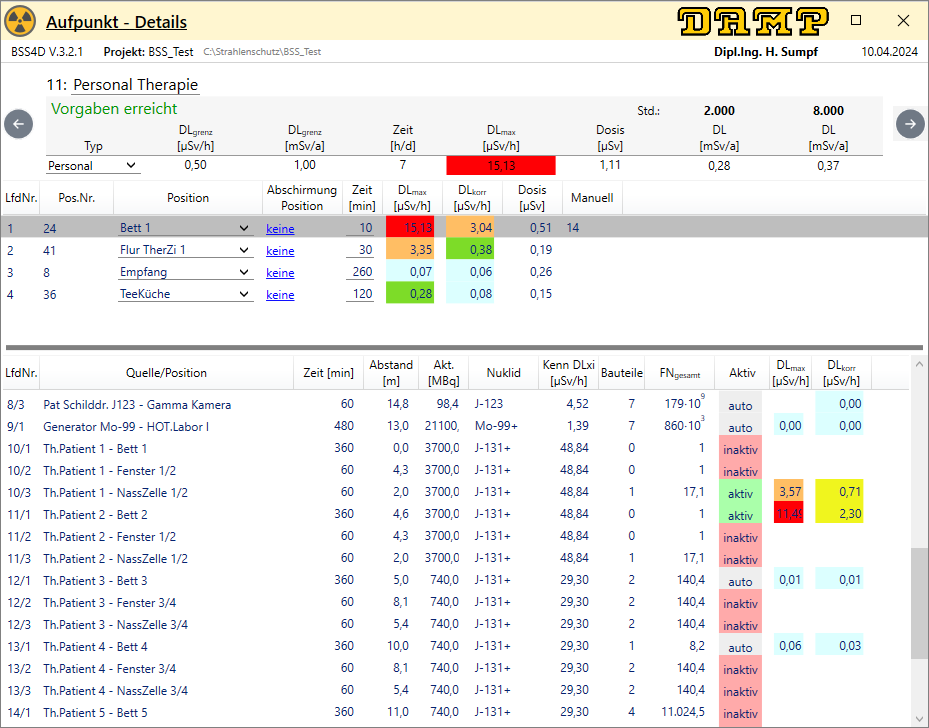 Aufpunkt - Details DAMP
BSS4D V.3.2.1 Projekt: BSS_Test C:\Strahlenschutz\BSS_Test Dipl.Ing. H. Sumpf 10.04.2024
11: Personal Therapie
Vorgaben erreicht Std.: 2.000 8.000
Typ DLgrenz [µSv/h] DLgrenz [mSv/a] Zeit [h/d] DLmax [µSv/h] Dosis [µSv] DL [mSv/a] DL [mSv/a]
Personal 0,50 1,00 7 15,13 1,11 0,28 0,37
LfdNr. Pos.Nr. Position Abschirmung Position Zeit [min] DLmax [µSv/h] DLkorr [µSv/h] Dosis [µSv] Manuell
1 24 Bett 1 keine 10 15,13 3,04 0,51 14
2 41 Flur TherZi 1 keine 30 3,35 0,38 0,19
3 8 Empfang keine 260 0,07 0,06 0,26
4 36 TeeKüche keine 120 0,28 0,08 0,15
LfdNr. Quelle/Position Zeit [min] Abstand [m] Akt. [MBq] Nuklid Kenn DLxi [µSv/h] Bauteile FNgesamt Aktiv DLmax [µSv/h] DLkorr [µSv/h]
8/3 Pat Schilddr. J123 - Gamma Kamera 60 14,8 98,4 J-123 4,52 7 179·10⁹ auto 0,00
9/1 Generator Mo-99 - HOT.Labor I 480 13,0 21100, Mo-99+ 1,39 7 860·10³ auto 0,00 0,00
10/1 Th.Patient 1 - Bett 1 360 0,0 3700,0 J-131+ 48,84 0 1 inaktiv
10/2 Th.Patient 1 - Fenster 1/2 60 4,3 3700,0 J-131+ 48,84 0 1 inaktiv
10/3 Th.Patient 1 - NassZelle 1/2 60 2,0 3700,0 J-131+ 48,84 1 17,1 aktiv 3,57 0,71
11/1 Th.Patient 2 - Bett 2 360 4,6 3700,0 J-131+ 48,84 0 1 aktiv 11,49 2,30
11/2 Th.Patient 2 - Fenster 1/2 60 4,3 3700,0 J-131+ 48,84 0 1 inaktiv
11/3 Th.Patient 2 - NassZelle 1/2 60 2,0 3700,0 J-131+ 48,84 1 17,1 inaktiv
12/1 Th.Patient 3 - Bett 3 360 5,0 740,0 J-131+ 29,30 2 140,4 auto 0,01 0,01
12/2 Th.Patient 3 - Fenster 3/4 60 8,1 740,0 J-131+ 29,30 2 140,4 inaktiv
12/3 Th.Patient 3 - NassZelle 3/4 60 5,4 740,0 J-131+ 29,30 2 140,4 inaktiv
13/1 Th.Patient 4 - Bett 4 360 10,0 740,0 J-131+ 29,30 1 8,2 auto 0,06 0,03
13/2 Th.Patient 4 - Fenster 3/4 60 8,1 740,0 J-131+ 29,30 2 140,4 inaktiv
13/3 Th.Patient 4 - NassZelle 3/4 60 5,4 740,0 J-131+ 29,30 2 140,4 inaktiv
14/1 Th.Patient 5 - Bett 5 360 11,0 740,0 J-131+ 29,30 4 11.024,5 inaktiv